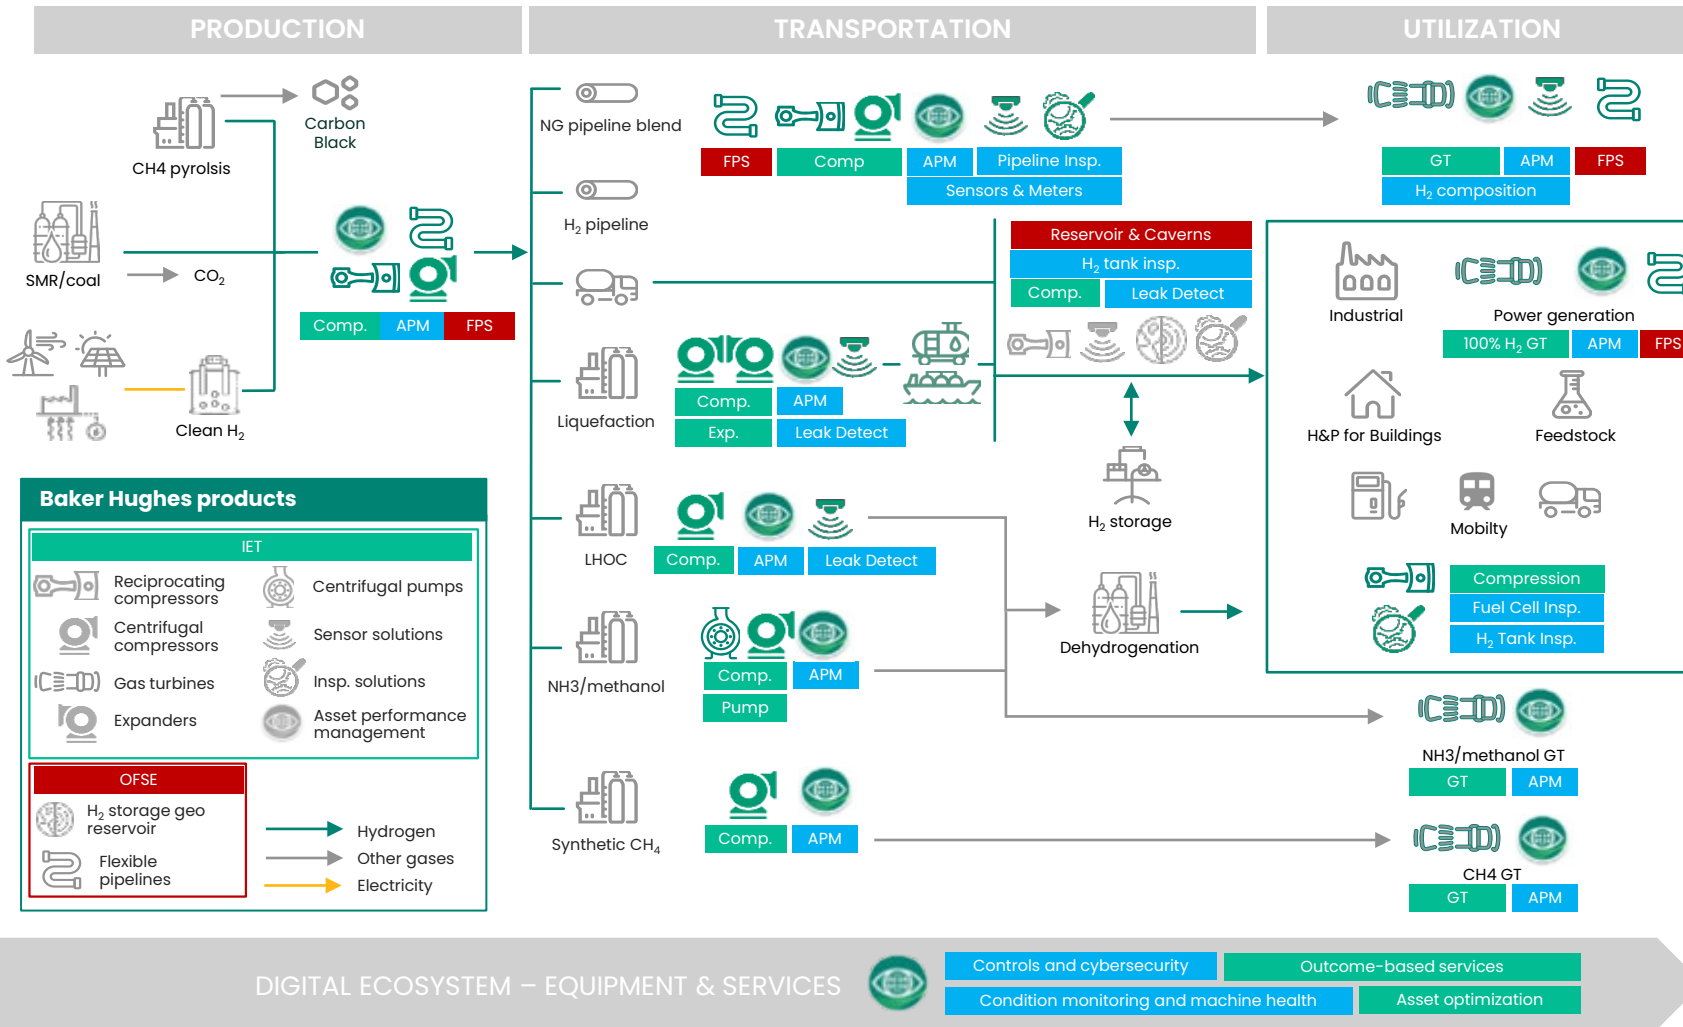 PRODUCTION
TRANSPORTATION
UTILIZATION
Carbon
Black
CH4 pyrolsis
SMR/coal
CO₂
Clean H₂
Comp.
APM
FPS
NG pipeline blend
FPS
Comp
APM
Pipeline Insp.
Sensors & Meters
GT
APM
FPS
H₂ composition
H₂ pipeline
Reservoir & Caverns
H₂ tank insp.
Comp.
Leak Detect
Liquefaction
Comp.
APM
Exp.
Leak Detect
H₂ storage
LHOC
Comp.
APM
Leak Detect
Dehydrogenation
NH3/methanol
Comp.
APM
Pump
Synthetic CH₄
Comp.
APM
Industrial
Power generation
100% H₂ GT
APM
FPS
H&P for Buildings
Feedstock
Mobilty
Compression
Fuel Cell Insp.
H₂ Tank Insp.
NH3/methanol GT
GT
APM
CH4 GT
GT
APM
Baker Hughes products
IET
Reciprocating
compressors
Centrifugal pumps
Centrifugal
compressors
Sensor solutions
Gas turbines
Insp. solutions
Expanders
Asset performance
management
OFSE
H₂ storage geo
reservoir
Flexible
pipelines
Hydrogen
Other gases
Electricity
DIGITAL ECOSYSTEM – EQUIPMENT & SERVICES
Controls and cybersecurity
Outcome-based services
Condition monitoring and machine health
Asset optimization